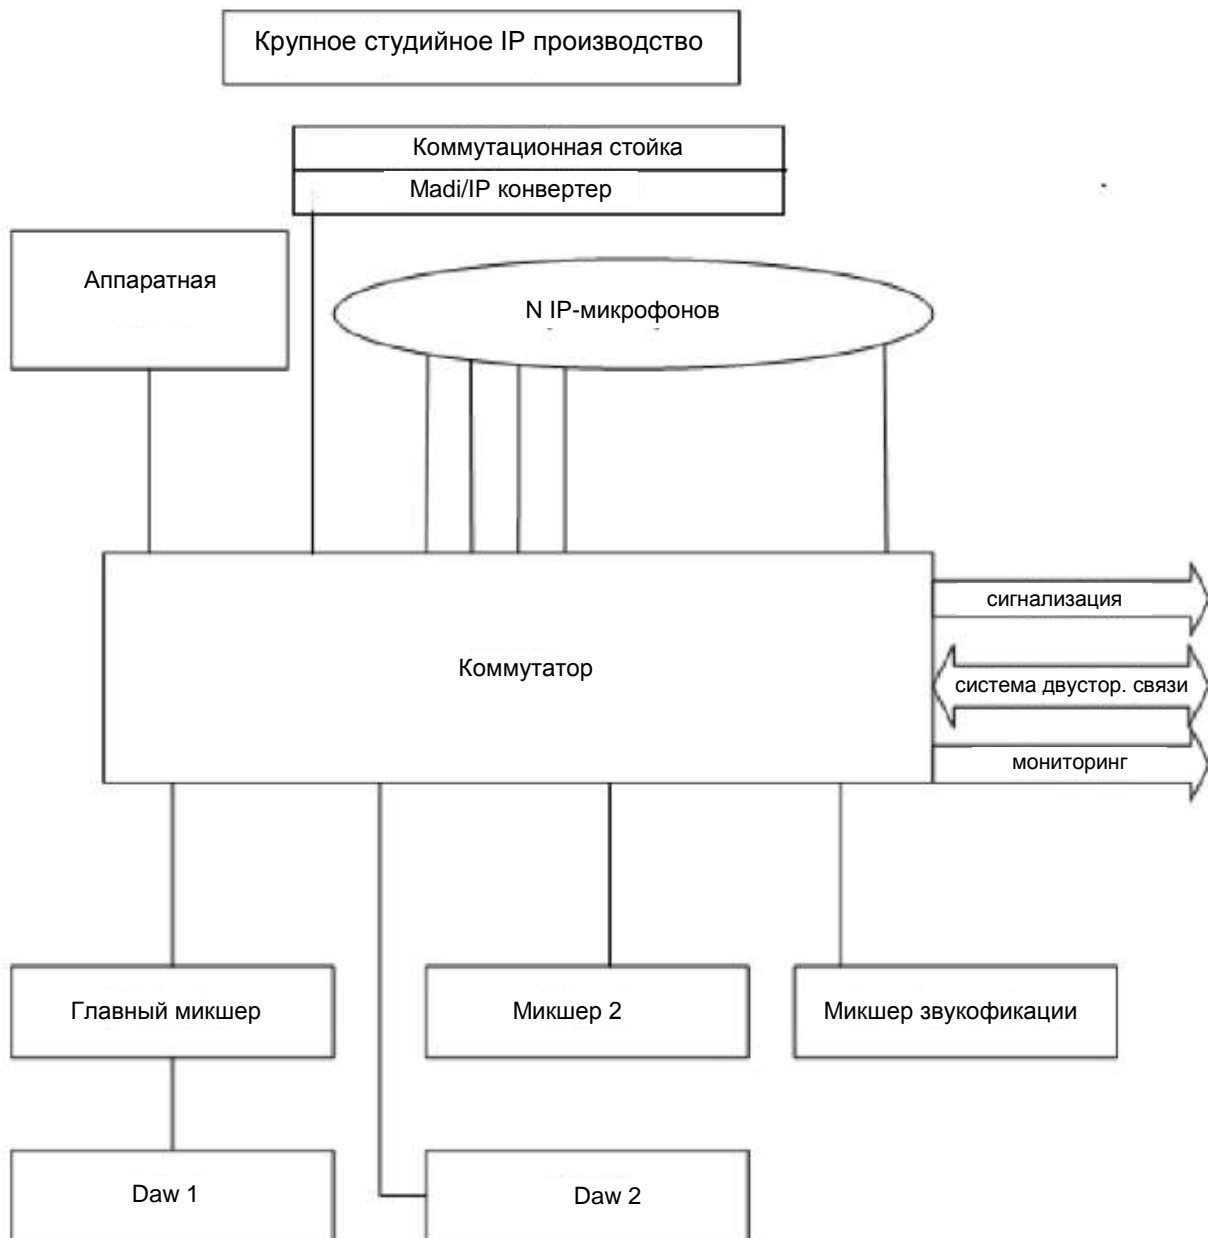 Крупное студийное IP производство
Коммутационная стойка
Madi/IP конвертер
Аппаратная
N IP-микрофонов
сигнализация
Коммутатор
система двустор. связи
мониторинг
Главный микшер
Микшер 2
Микшер звукофикации
Daw 1
Daw 2